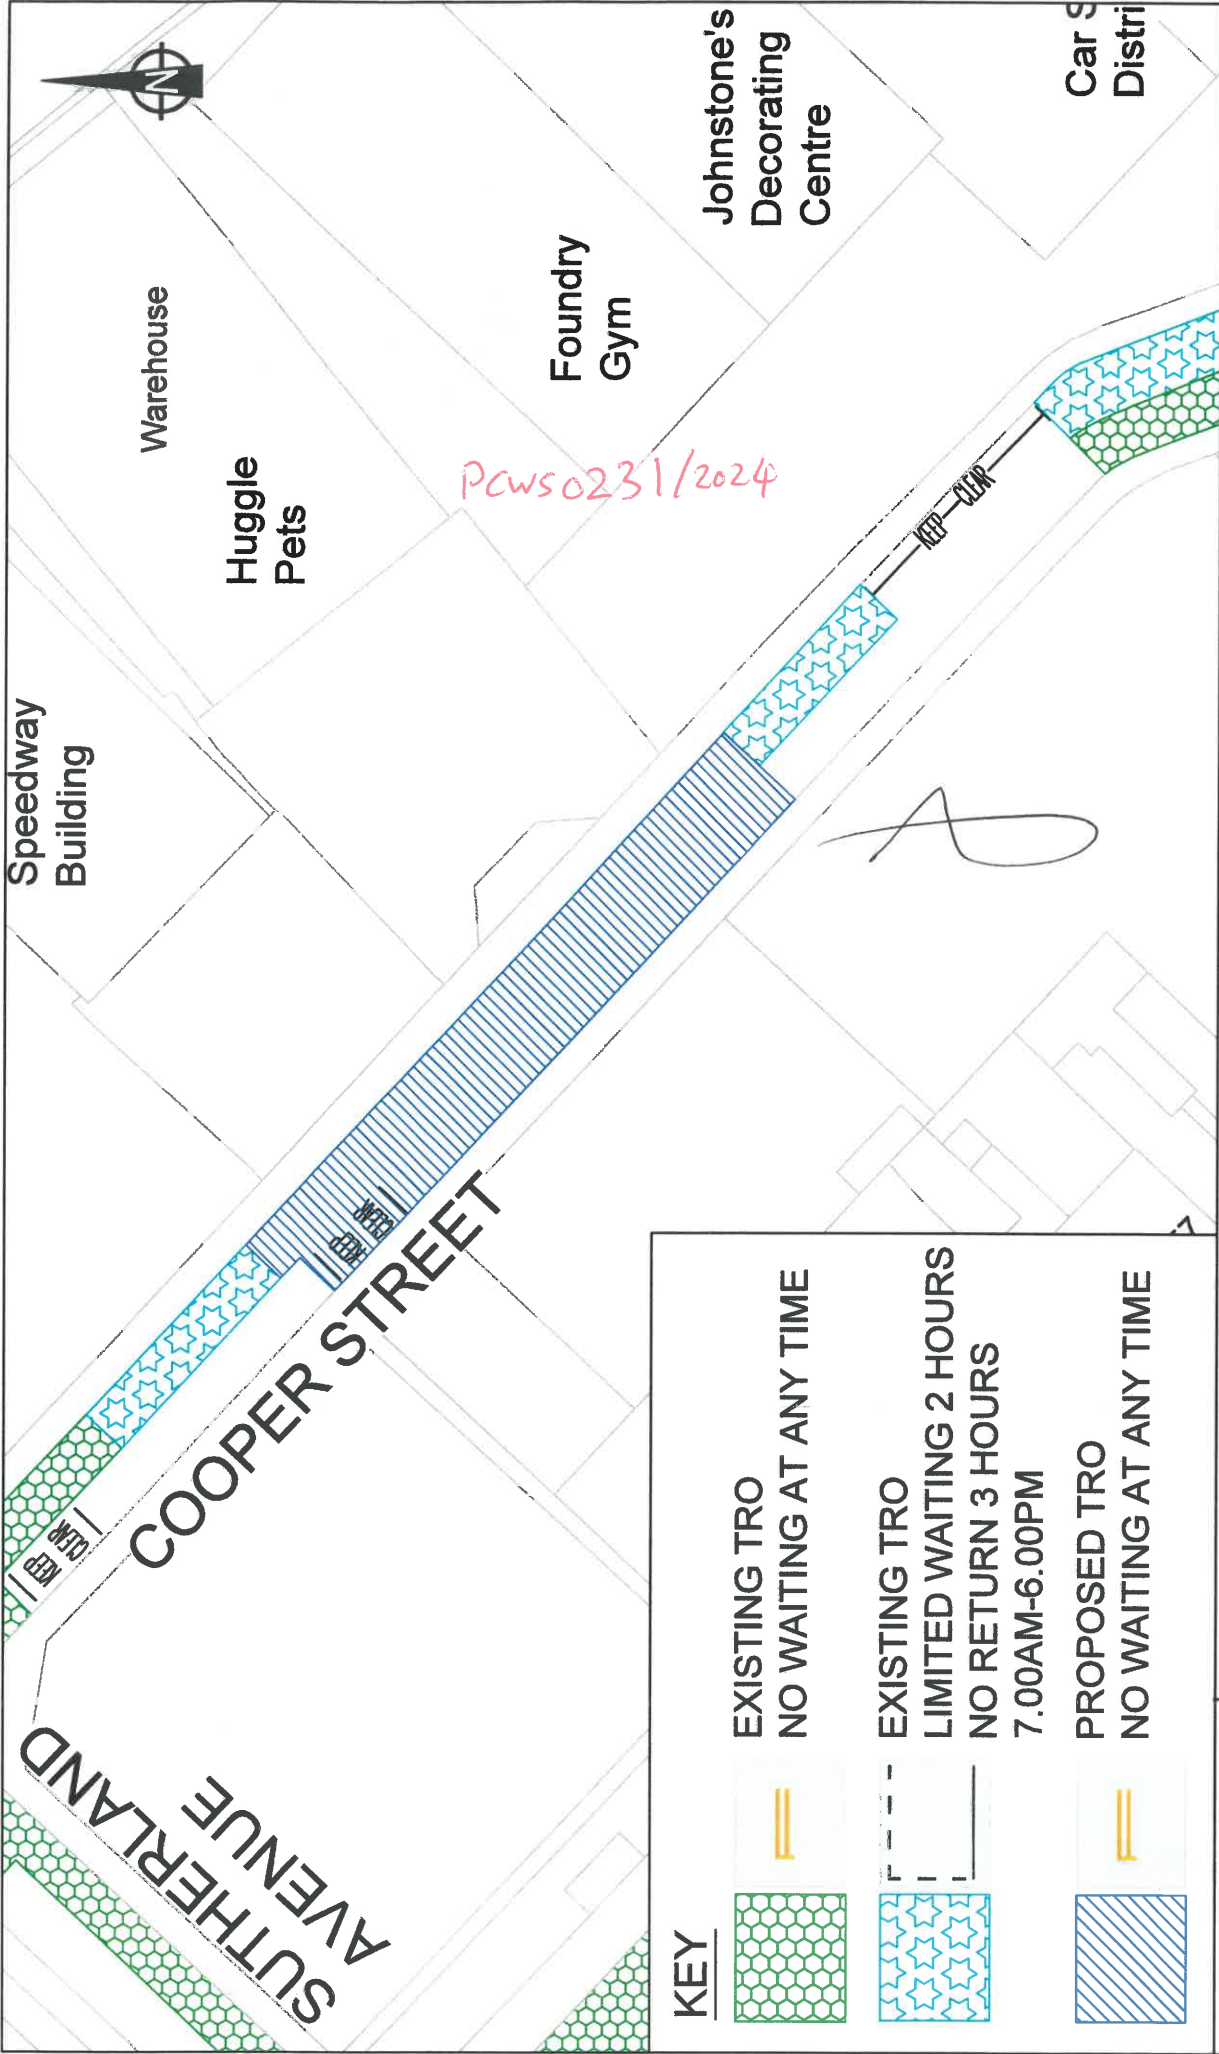 Speedway
Building
Warehouse
Huggle
Pets
Foundry
Gym
Johnstone's
Decorating
Centre
Car
Distri
N
PCWS0231/2024
SUTHERLAND
AVENUE
COOPER STREET
KEEP
CLEAR
KEEP
CLEAR
KEEP CLEAR
KEY
EXISTING TRO
NO WAITING AT ANY TIME
EXISTING TRO
LIMITED WAITING 2 HOURS
NO RETURN 3 HOURS
7.00AM-6.00PM
PROPOSED TRO
NO WAITING AT ANY TIME